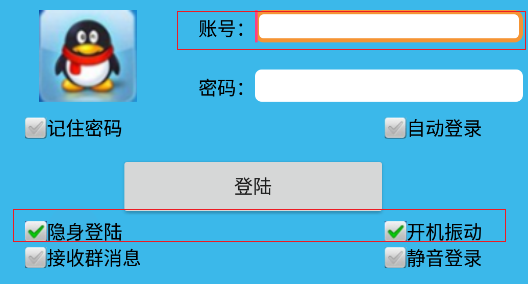 账号：
密码：
记住密码 自动登录
登陆
隐身登陆 开机振动
接收群消息 静音登录